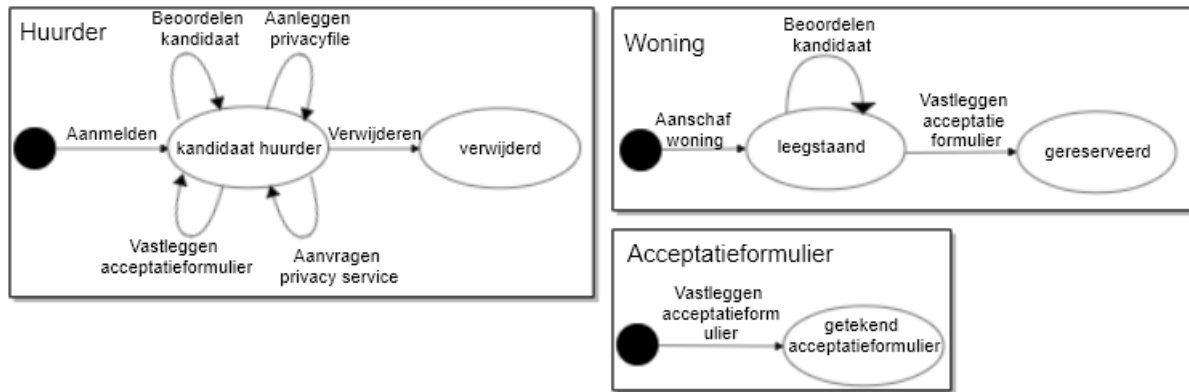 Huurder
Beoordelen
kandidaat
Aanleggen
privacyfile
Aanmelden
kandidaat huurder
Verwijderen
verwijderd
Vastleggen
acceptatieformulier
Aanvragen
privacy service
Woning
Beoordelen
kandidaat
Aanschaf
woning
leegstaand
Vastleggen
acceptatie
formulier
gereserveerd
Acceptatieformulier
Vastleggen
acceptatieform
ulier
getekend
acceptatieformulier